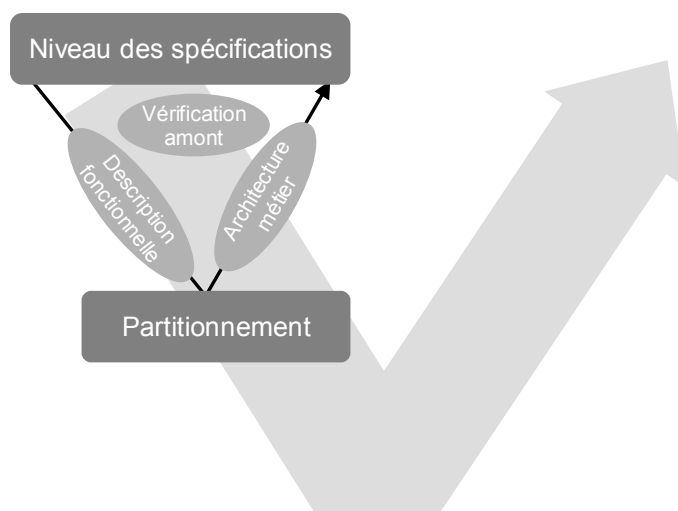 Niveau des spécifications
Vérification
amont
Description
fonctionnelle
Architecture
métier
Partitionnement